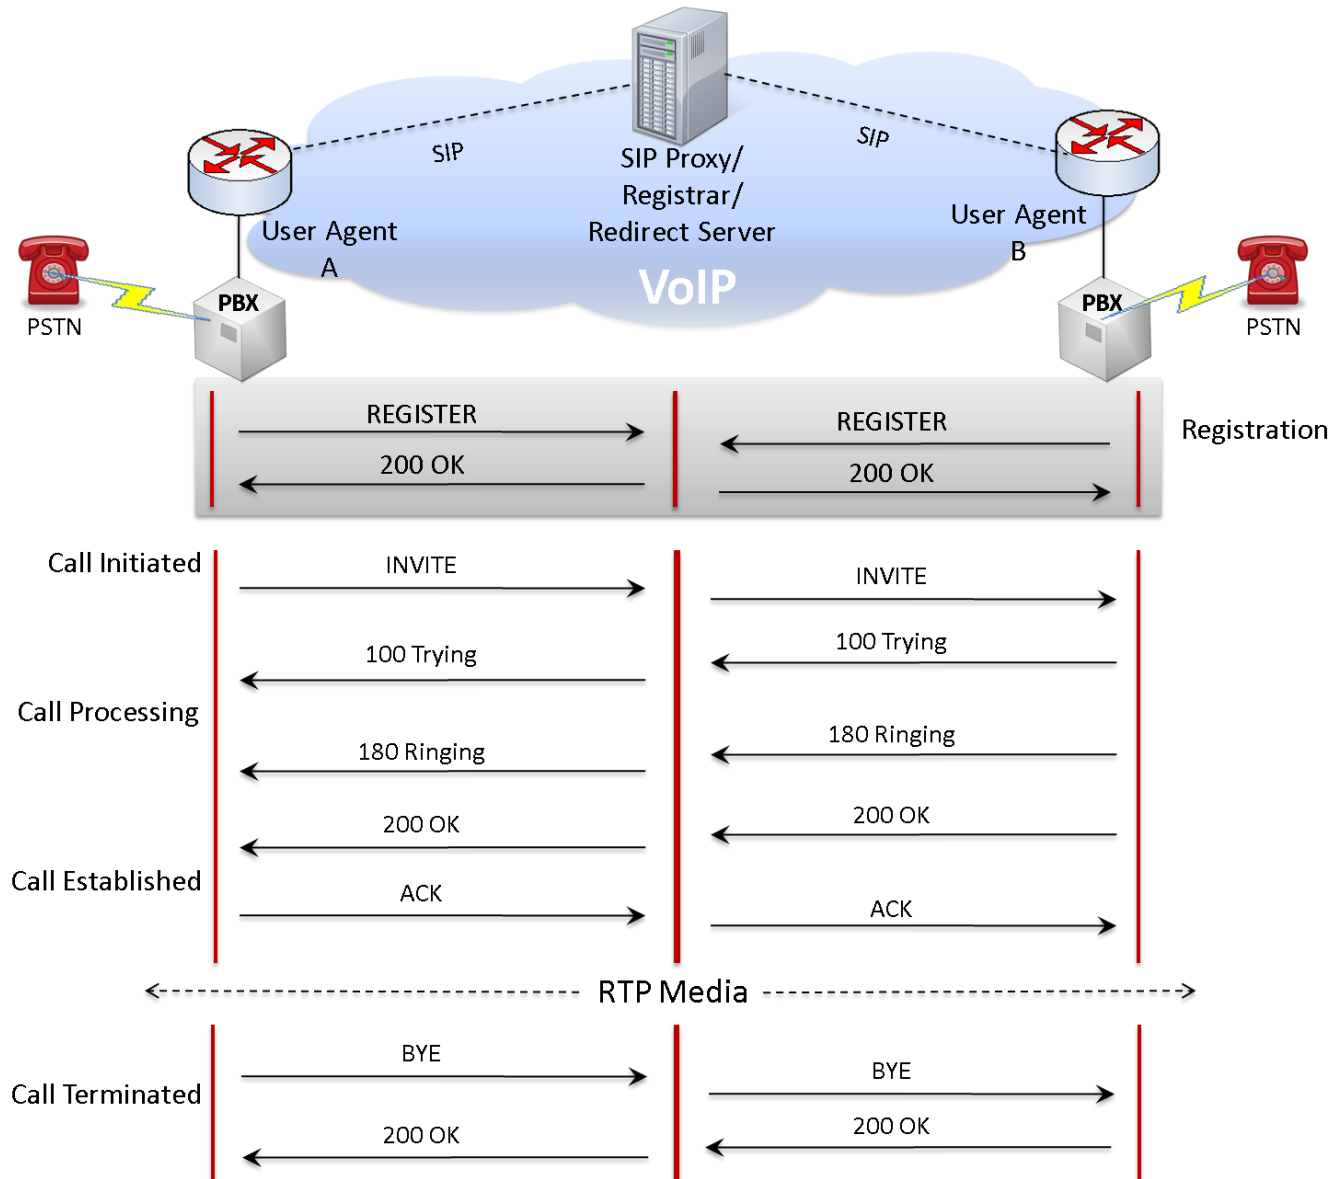 SIP
SIP
SIP Proxy/
Registrar/
Redirect Server
User Agent
A
User Agent
B
VoIP
PBX
PBX
PSTN
PSTN
REGISTER
REGISTER
Registration
200 OK
200 OK
Call Initiated
INVITE
INVITE
100 Trying
100 Trying
Call Processing
180 Ringing
180 Ringing
200 OK
200 OK
Call Established
ACK
ACK
RTP Media
BYE
BYE
Call Terminated
200 OK
200 OK